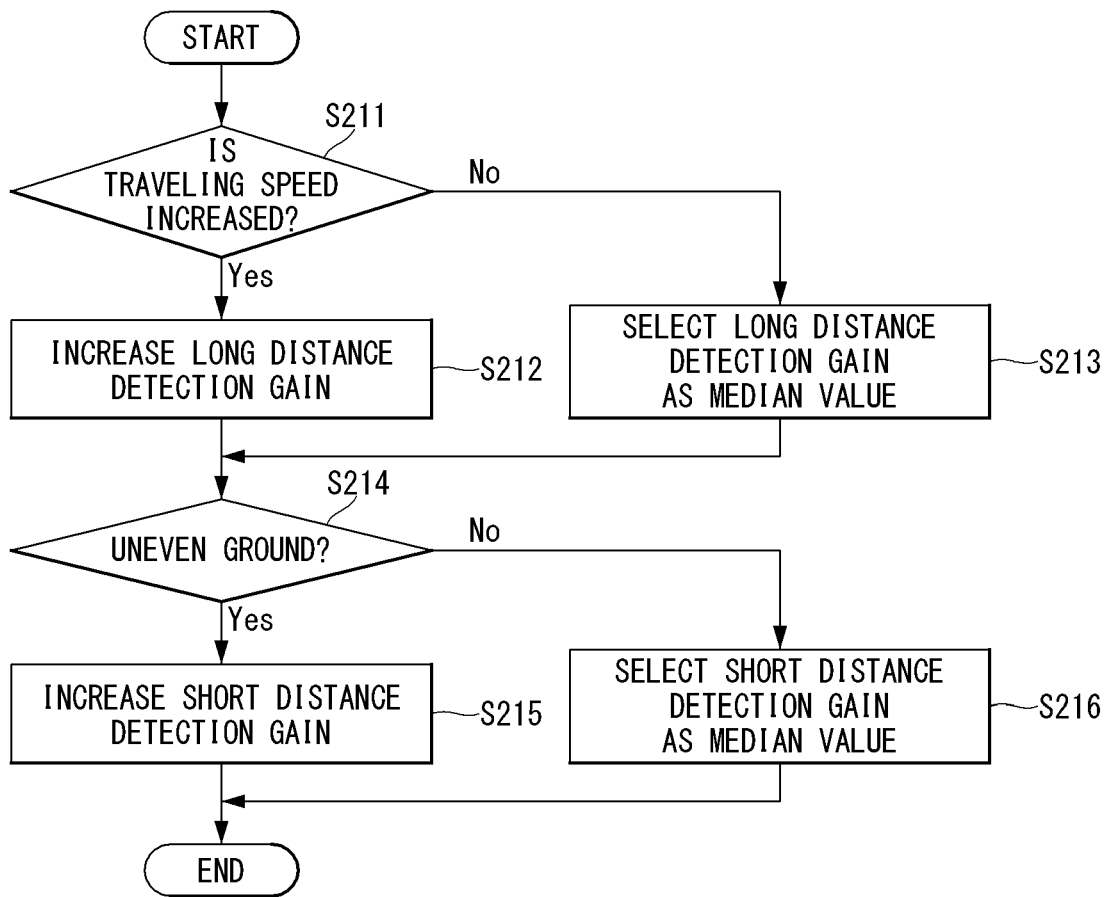 START
S211
IS
TRAVELING SPEED
INCREASED?
No
Yes
INCREASE LONG DISTANCE
DETECTION GAIN
S212
SELECT LONG DISTANCE
DETECTION GAIN
AS MEDIAN VALUE
S213
S214
UNEVEN GROUND?
No
Yes
INCREASE SHORT DISTANCE
DETECTION GAIN
S215
SELECT SHORT DISTANCE
DETECTION GAIN
AS MEDIAN VALUE
S216
END